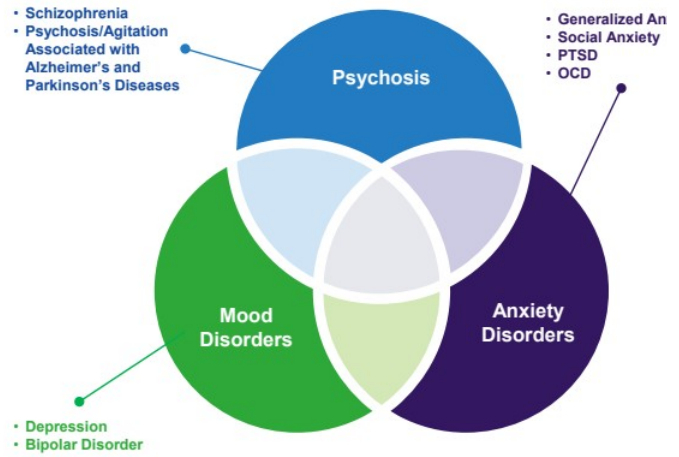 • Schizophrenia
• Psychosis/Agitation
Associated with
Alzheimer's and
Parkinson's Diseases
• Generalized An
• Social Anxiety
• PTSD
• OCD
Psychosis
Mood
Disorders
Anxiety
Disorders
• Depression
• Bipolar Disorder